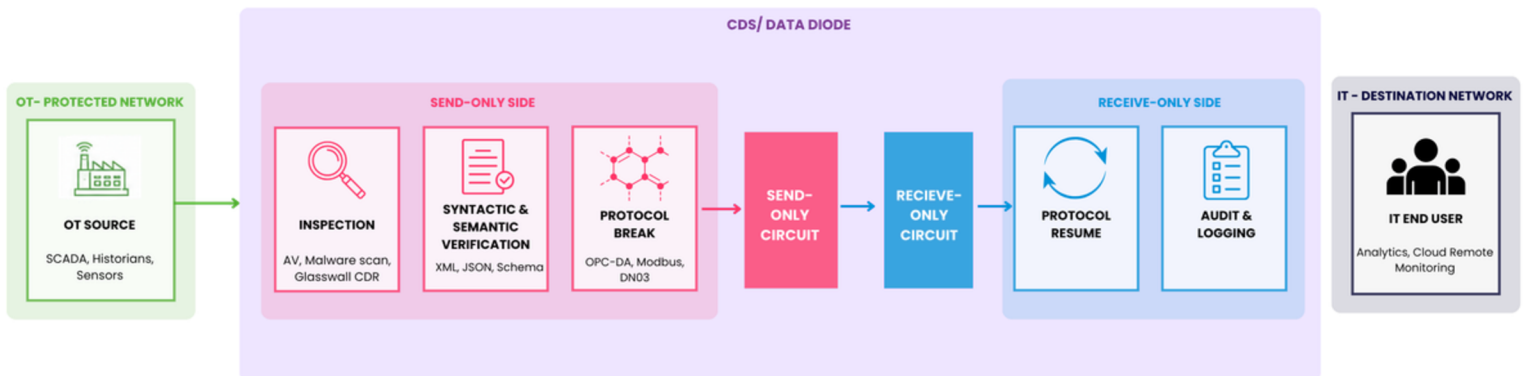 CDS/ DATA DIODE
OT- PROTECTED NETWORK
OT SOURCE
SCADA, Historians,
Sensors
SEND-ONLY SIDE
INSPECTION
AV, Malware scan,
Glasswall CDR
SYNTACTIC &
SEMANTIC
VERIFICATION
XML, JSON, Schema
PROTOCOL
BREAK
OPC-DA, Modbus,
DN03
SEND-
ONLY
CIRCUIT
RECIEVE-
ONLY
CIRCUIT
RECEIVE-ONLY SIDE
PROTOCOL
RESUME
AUDIT &
LOGGING
IT - DESTINATION NETWORK
IT END USER
Analytics, Cloud Remote
Monitoring